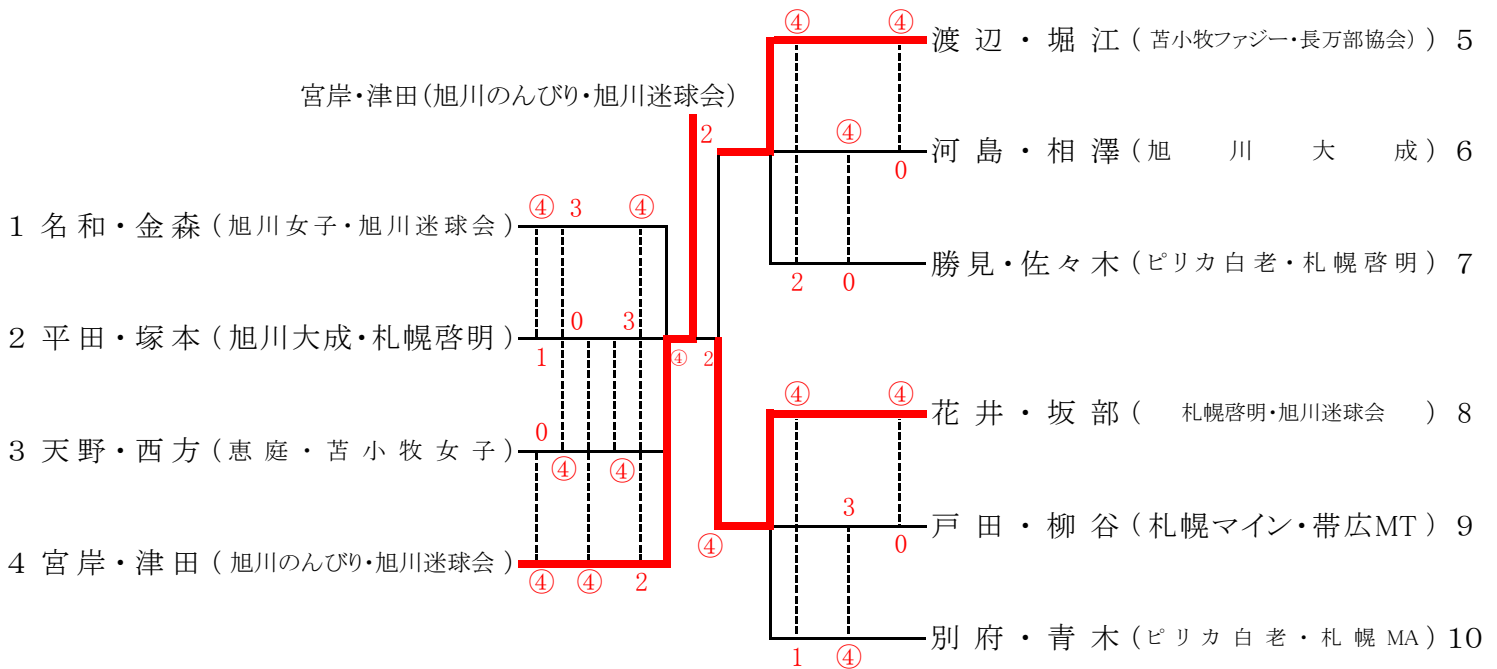 ④ ④
渡辺・堀江(苫小牧ファジー・長万部協会)) 5
宮岸・津田(旭川のんびり・旭川迷球会)
2
④
河島・相澤(旭川大成) 6
0
④ 3 ④
1 名和・金森(旭川女子・旭川迷球会)
勝見・佐々木(ピリカ白老・札幌啓明) 7
2 0
0 3
2 平田・塚本(旭川大成・札幌啓明)
1
④ 2
④ ④
花井・坂部(札幌啓明・旭川迷球会) 8
0
3 天野・西方(恵庭・苫小牧女子)
④ ④
3
戸田・柳谷(札幌マイン・帯広MT) 9
④
0
4 宮岸・津田(旭川のんびり・旭川迷球会)
④ ④ 2
別府・青木(ピリカ白老・札幌MA) 10
1 ④